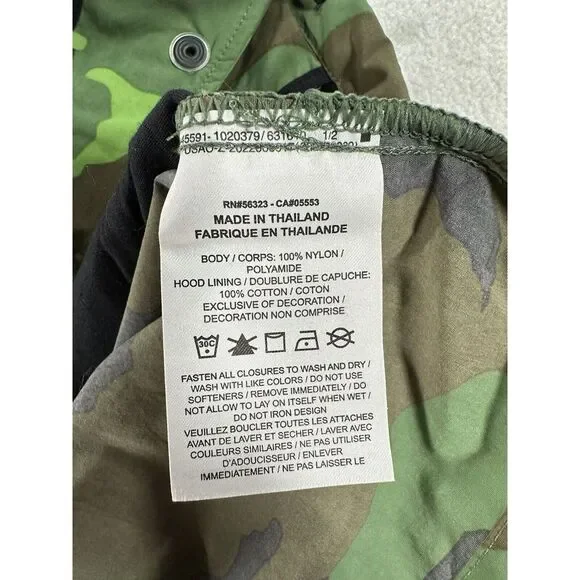 1020379/ 1/2
RN#56323 - CA#05553
MADE IN THAILAND
FABRIQUE EN THAILANDE
BODY / CORPS: 100% NYLON /
POLYAMIDE
HOOD LINING / DOUBLURE DE CAPUCHE:
100% COTTON / COTON
EXCLUSIVE OF DECORATION /
DECORATION NON COMPRISE
30C
FASTEN ALL CLOSURES TO WASH AND DRY /
WASH WITH LIKE COLORS / DO NOT USE
SOFTENERS / REMOVE IMMEDIATELY / DO
NOT ALLOW TO LAY ON ITSELF WHEN WET /
DO NOT IRON DESIGN
VEUILLEZ BOUCLER TOUTES LES ATTACHES
AVANT DE LAVER ET SECHER / LAVER AVEC
COULEURS SIMILAIRES / NE PAS UTILISER
D'ADOUCISSEUR / ENLEVER
IMMEDIATEMENT / NE PAS LAISSER LE